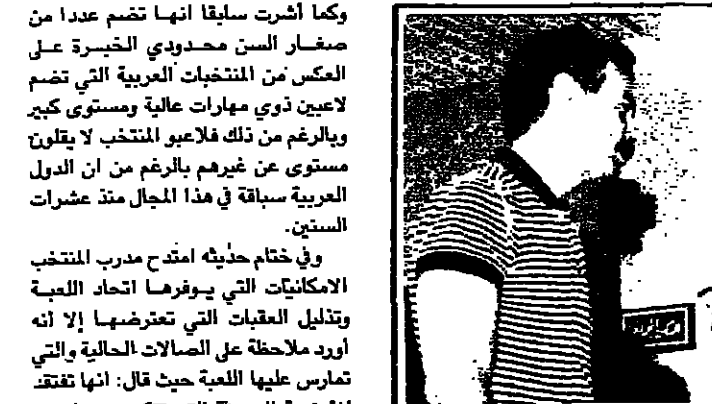 وكما أشرت سابقا انها تضم عددا من
صغار السن محدودي الخبرة على
العكس من المنتخبات العربية التي تضم
لاعبين ذوي مهارات عالية ومستوى كبير
وبالرغم من ذلك فلاعبو المنتخب لا يقلون
مستوى عن غيرهم بالرغم من ان الدول
العربية سباقة في هذا المجال منذ عشرات
السنين.
وفي ختام حديثه امتدح مدرب المنتخب
الامكانيات التي يوفرها اتحاد اللعبة
وتذليل العقبات التي تعترضها إلا أنه
أورد ملاحظة على الصالات الحالية والتي
تمارس عليها اللعبة حيث قال: انها تفتقد